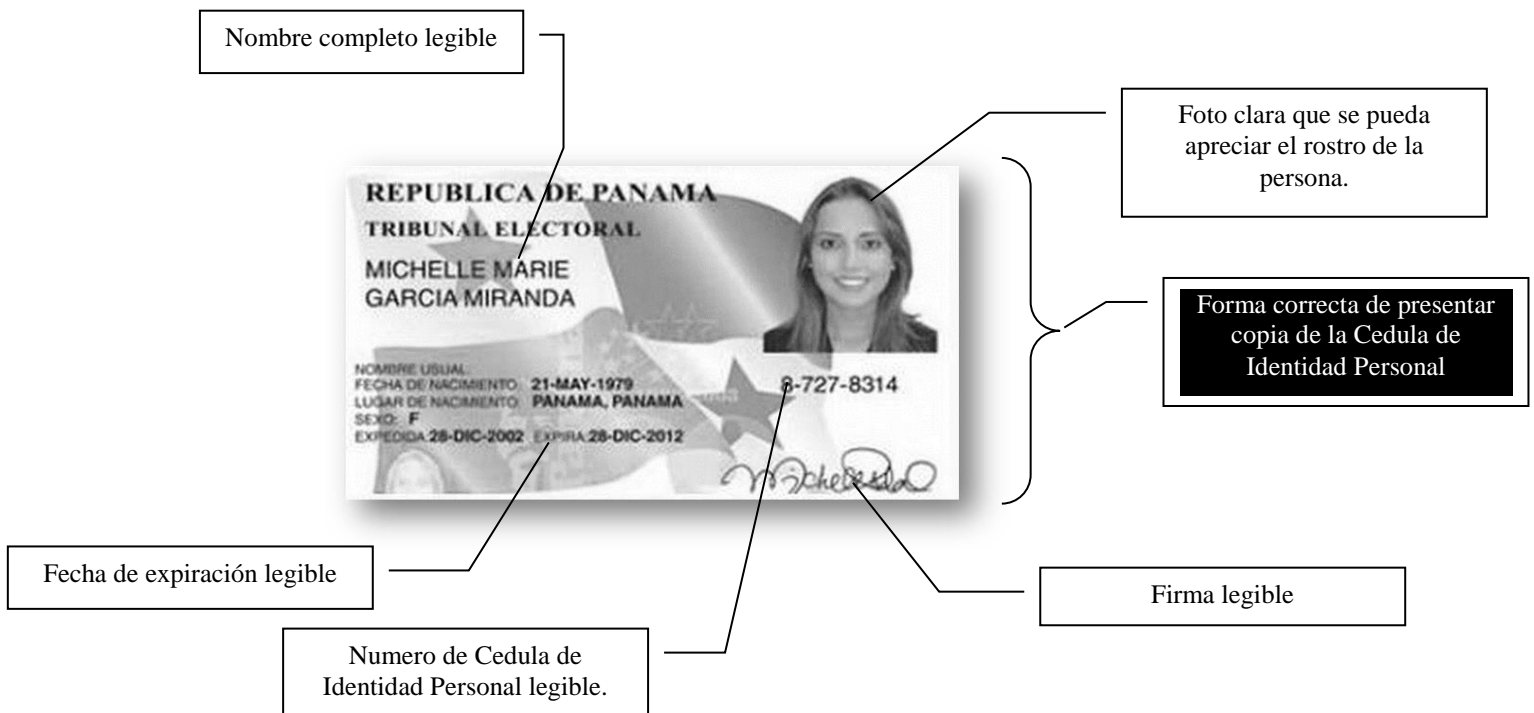 Nombre completo legible
Foto clara que se pueda
apreciar el rostro de la
persona.
REPUBLICA DE PANAMA
TRIBUNAL ELECTORAL
MICHELLE MARIE
GARCIA MIRANDA
NOMBRE USUAL:
FECHA DE NACIMIENTO: 21-MAY-1979
LUGAR DE NACIMIENTO: PANAMA, PANAMA
SEXO: F
EXPEDIDA: 28-DIC-2002 EXPIRA: 28-DIC-2012
8-727-8314
Forma correcta de presentar
copia de la Cedula de
Identidad Personal
Fecha de expiración legible
Firma legible
Numero de Cedula de
Identidad Personal legible.